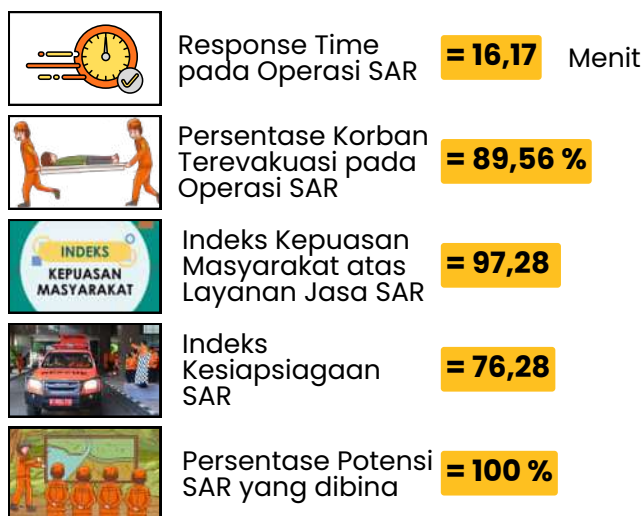 Response Time
pada Operasi SAR
= 16,17 Menit
Persentase Korban
Terevakuasi pada
Operasi SAR
= 89,56 %
INDEKS
KEPUASAN
MASYARAKAT
Indeks Kepuasan
Masyarakat atas
Layanan Jasa SAR
= 97,28
RESCUE
Indeks
Kesiapsiagaan
SAR
= 76,28
Persentase Potensi
SAR yang dibina
= 100 %